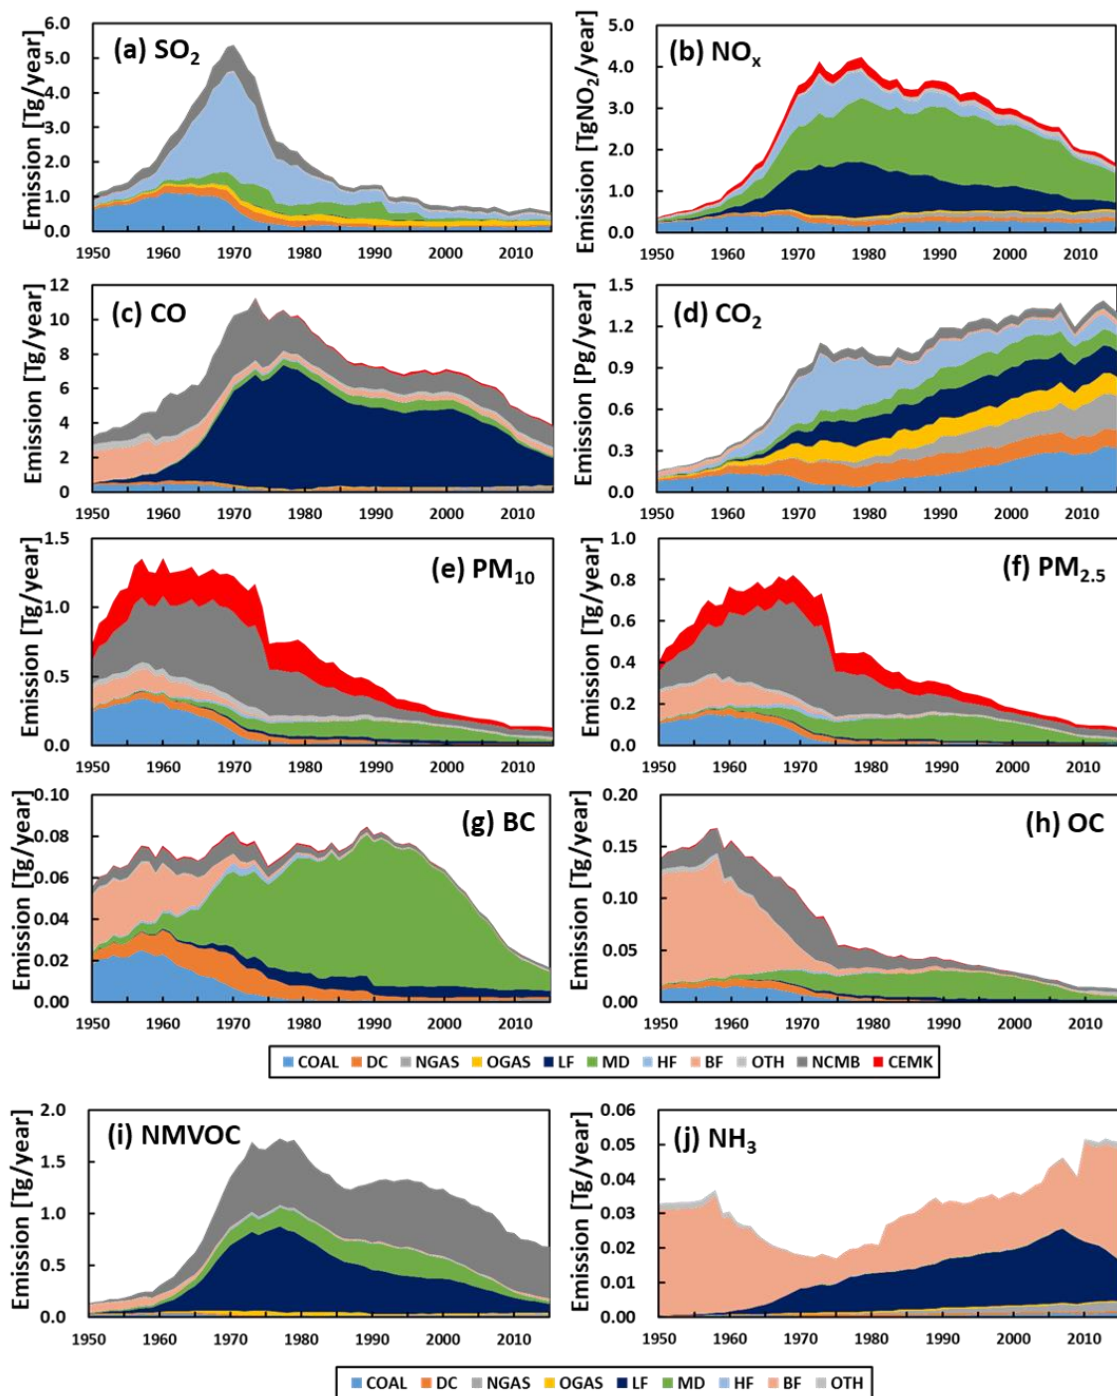 (a) SO2
Emission [Tg/year]
6.0
5.0
4.0
3.0
2.0
1.0
0.0
1950 1960 1970 1980 1990 2000 2010
(b) NOx
Emission [TgNO2/year]
5.0
4.0
3.0
2.0
1.0
0.0
1950 1960 1970 1980 1990 2000 2010
(c) CO
Emission [Tg/year]
12
10
8
6
4
2
0
1950 1960 1970 1980 1990 2000 2010
(d) CO2
Emission [Pg/year]
1.5
1.2
0.9
0.6
0.3
0.0
1950 1960 1970 1980 1990 2000 2010
(e) PM10
Emission [Tg/year]
1.5
1.0
0.5
0.0
1950 1960 1970 1980 1990 2000 2010
(f) PM2.5
Emission [Tg/year]
1.0
0.8
0.6
0.4
0.2
0.0
1950 1960 1970 1980 1990 2000 2010
(g) BC
Emission [Tg/year]
0.10
0.08
0.06
0.04
0.02
0.00
1950 1960 1970 1980 1990 2000 2010
(h) OC
Emission [Tg/year]
0.20
0.15
0.10
0.05
0.00
1950 1960 1970 1980 1990 2000 2010
COAL DC NGAS OGAS LF MD HF BF OTH NCMB CEMK
(i) NMVOC
Emission [Tg/year]
2.0
1.5
1.0
0.5
0.0
1950 1960 1970 1980 1990 2000 2010
(j) NH3
Emission [Tg/year]
0.06
0.05
0.04
0.03
0.02
0.01
0.00
1950 1960 1970 1980 1990 2000 2010
COAL DC NGAS OGAS LF MD HF BF OTH